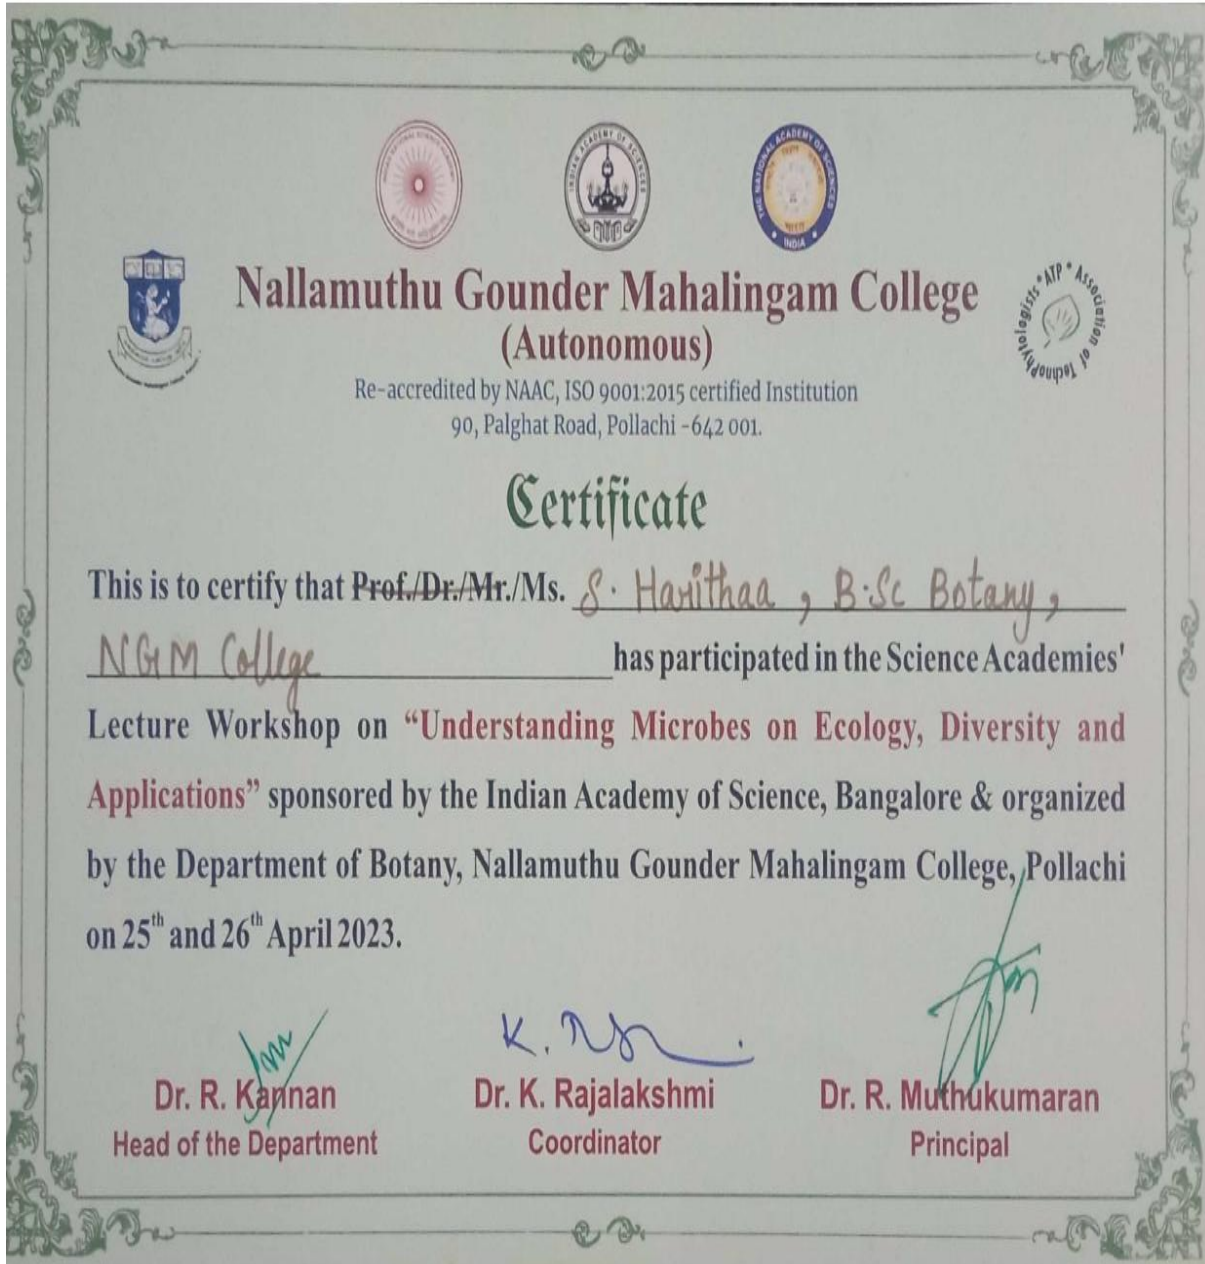 INDIAN ACADEMY OF SCIENCES
THE NATIONAL ACADEMY OF SCIENCES
INDIA
Nallamuthu Gounder Mahalingam College
(Autonomous)
* ATP * Association of TechnoPhytologists
Re-accredited by NAAC, ISO 9001:2015 certified Institution
90, Palghat Road, Pollachi -642 001.
Certificate
This is to certify that Prof./Dr./Mr./Ms. S. Harithaa, B.Sc Botany,
NGM College has participated in the Science Academies'
Lecture Workshop on “Understanding Microbes on Ecology, Diversity and
Applications” sponsored by the Indian Academy of Science, Bangalore & organized
by the Department of Botany, Nallamuthu Gounder Mahalingam College, Pollachi
on 25th and 26th April 2023.
Dr. R. Kannan Dr. K. Rajalakshmi Dr. R. Muthukumaran
Head of the Department Coordinator Principal